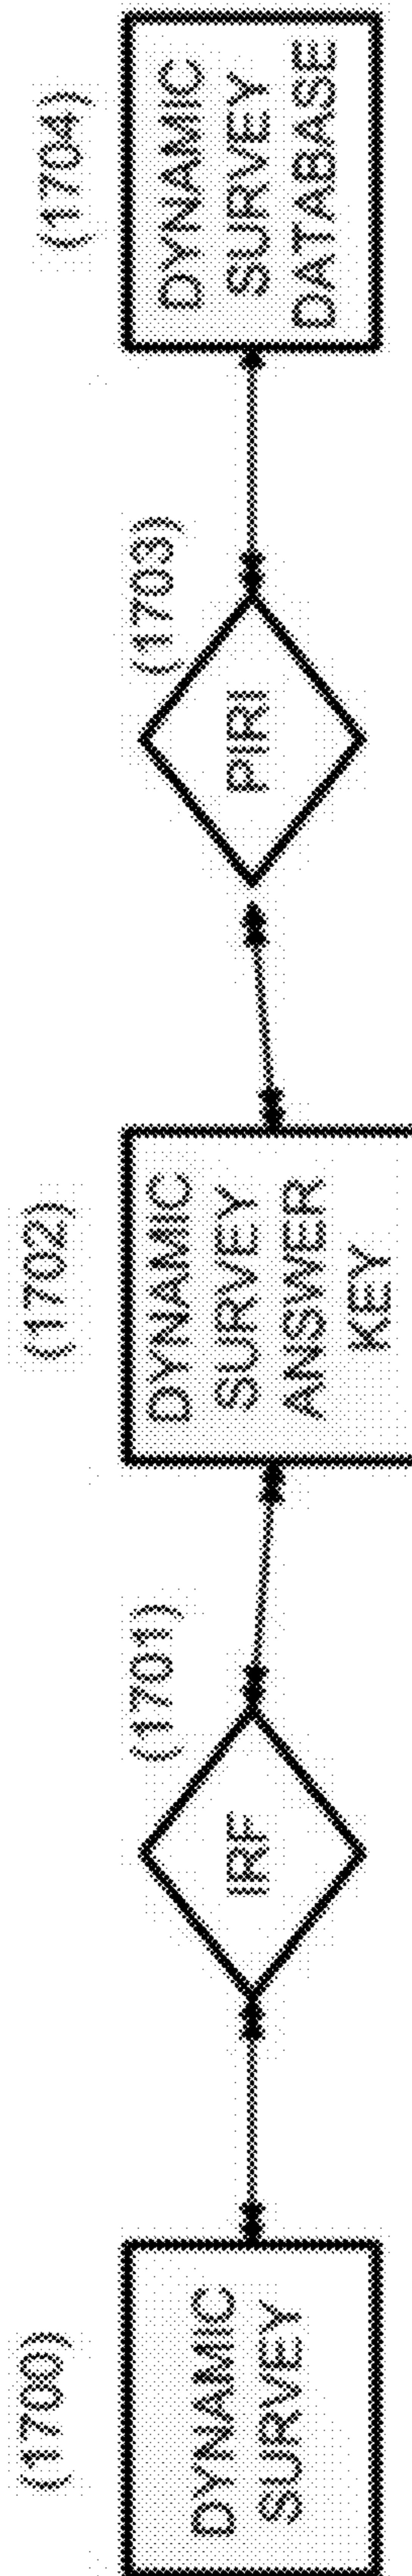 (1700)
DYNAMIC
SURVEY
(1701)
IRF
(1702)
DYNAMIC
SURVEY
ANSWER
KEY
(1703)
PIRI
(1704)
DYNAMIC
SURVEY
DATABASE